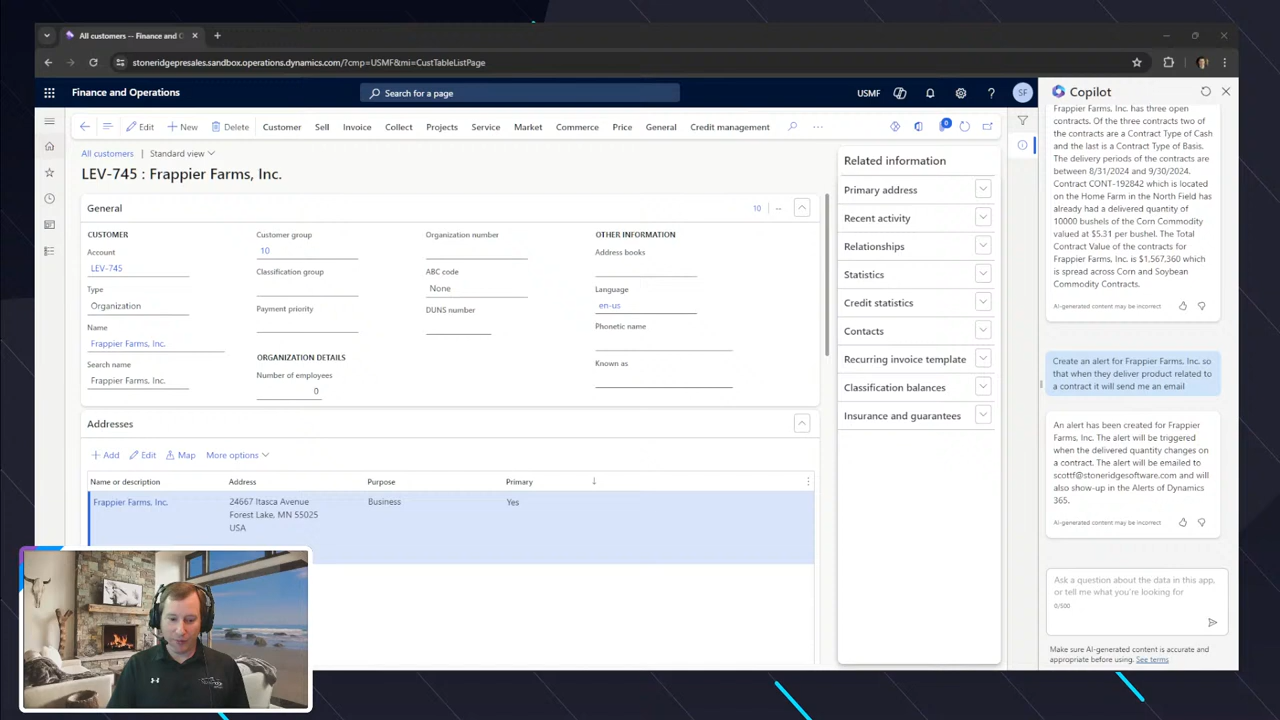 All customers -- Finance and O
stoneridgepresales.sandbox.operations.dynamics.com/?cmp=USMF&mi=CustTableListPage
Finance and Operations
Search for a page
USMF
SF
Edit
New
Delete
Customer
Sell
Invoice
Collect
Projects
Service
Market
Commerce
Price
General
Credit management
0
All customers
Standard view
LEV-745 : Frappier Farms, Inc.
General
10
--
CUSTOMER
Account
LEV-745
Type
Organization
Name
Frappier Farms, Inc.
Search name
Frappier Farms, Inc.
Customer group
10
Classification group
Payment priority
ORGANIZATION DETAILS
Number of employees
0
Organization number
ABC code
None
DUNS number
OTHER INFORMATION
Address books
Language
en-us
Phonetic name
Known as
Addresses
Add
Edit
Map
More options
Name or description
Address
Purpose
Primary
Frappier Farms, Inc.
24667 Itasca Avenue
Forest Lake, MN 55025
USA
Business
Yes
Related information
Primary address
Recent activity
Relationships
Statistics
Credit statistics
Contacts
Recurring invoice template
Classification balances
Insurance and guarantees
Copilot
Frappier Farms, Inc. has three open
contracts. Of the three contracts two of
the contracts are a Contract Type of Cash
and the last is a Contract Type of Basis.
The delivery periods of the contracts are
between 8/31/2024 and 9/30/2024.
Contract CONT-192842 which is located
on the Home Farm in the North Field has
already had a delivered quantity of
10000 bushels of the Corn Commodity
valued at $5.31 per bushel. The Total
Contract Value of the contracts for
Frappier Farms, Inc. is $1,567,360 which
is spread across Corn and Soybean
Commodity Contracts.
AI-generated content may be incorrect
Create an alert for Frappier Farms, Inc. so
that when they deliver product related to
a contract it will send me an email
An alert has been created for Frappier
Farms, Inc. The alert will be triggered
when the delivered quantity changes on
a contract. The alert will be emailed to
scottf@stoneridgesoftware.com and will
also show-up in the Alerts of Dynamics
365.
AI-generated content may be incorrect
Ask a question about the data in this app,
or tell me what you're looking for
0/500
Make sure AI-generated content is accurate and
appropriate before using. See terms